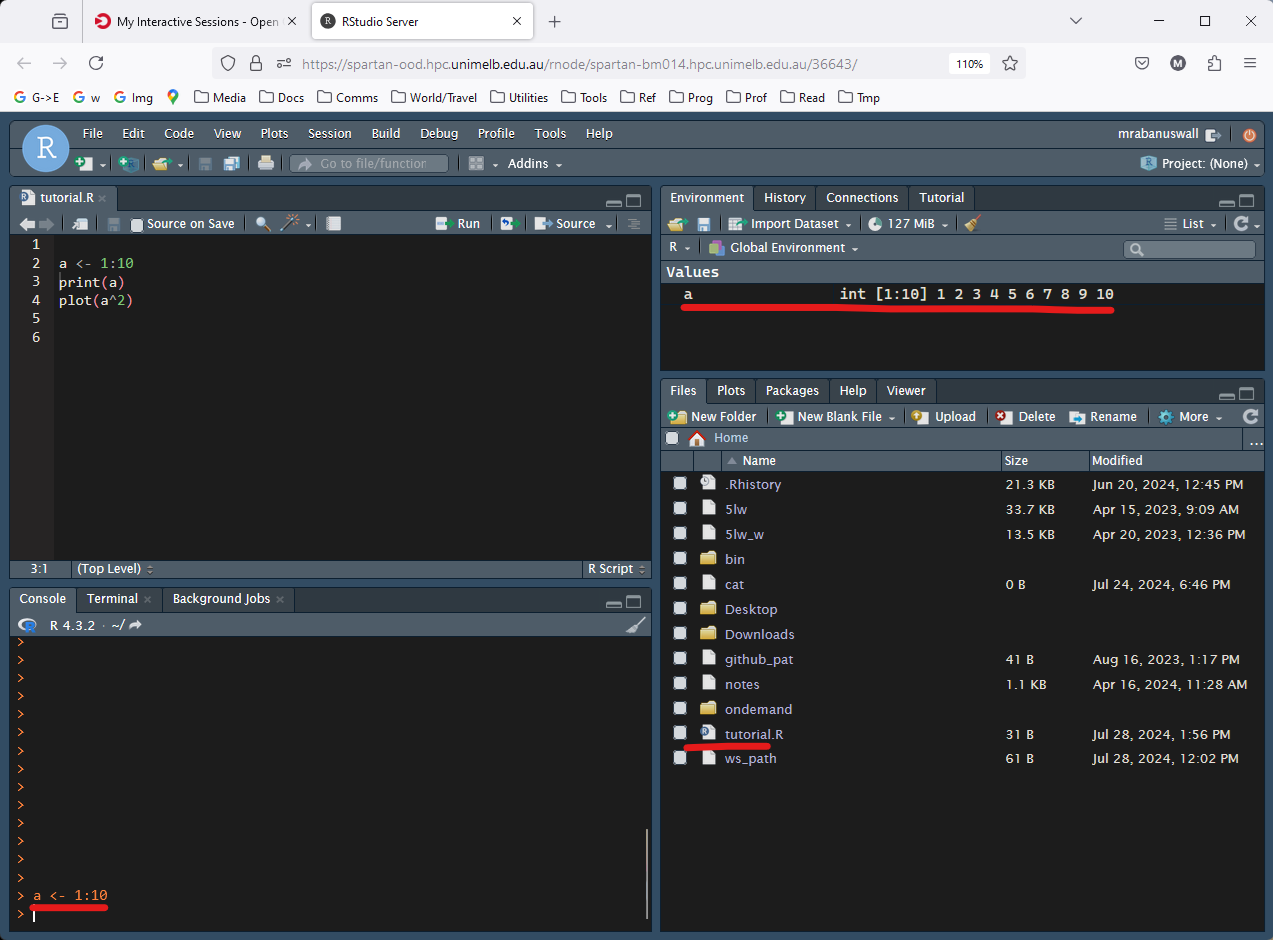 My Interactive Sessions - Open
RStudio Server
https://spartan-ood.hpc.unimelb.edu.au/rnode/spartan-bm014.hpc.unimelb.edu.au/36643/
110%
M
G->E
w
Img
Media
Docs
Comms
World/Travel
Utilities
Tools
Ref
Prog
Prof
Read
Tmp
R
File Edit Code View Plots Session Build Debug Profile Tools Help
mrabanuswall
Go to file/function
Addins
Project: (None)
tutorial.R
Source on Save
Run
Source
1
2 a <- 1:10
3 print(a)
4 plot(a^2)
5
6
3:1 (Top Level)
R Script
Console Terminal Background Jobs
R 4.3.2 · ~/
>
>
>
>
>
>
>
>
>
>
>
>
>
>
> a <- 1:10
>
Environment History Connections Tutorial
Import Dataset
127 MiB
List
R
Global Environment
Values
a int [1:10] 1 2 3 4 5 6 7 8 9 10
Files Plots Packages Help Viewer
New Folder New Blank File Upload Delete Rename More
Home
...
Name Size Modified
.Rhistory 21.3 KB Jun 20, 2024, 12:45 PM
5lw 33.7 KB Apr 15, 2023, 9:09 AM
5lw_w 13.5 KB Apr 20, 2023, 12:36 PM
bin
cat 0 B Jul 24, 2024, 6:46 PM
Desktop
Downloads
github_pat 41 B Aug 16, 2023, 1:17 PM
notes 1.1 KB Apr 16, 2024, 11:28 AM
ondemand
tutorial.R 31 B Jul 28, 2024, 1:56 PM
ws_path 61 B Jul 28, 2024, 12:02 PM